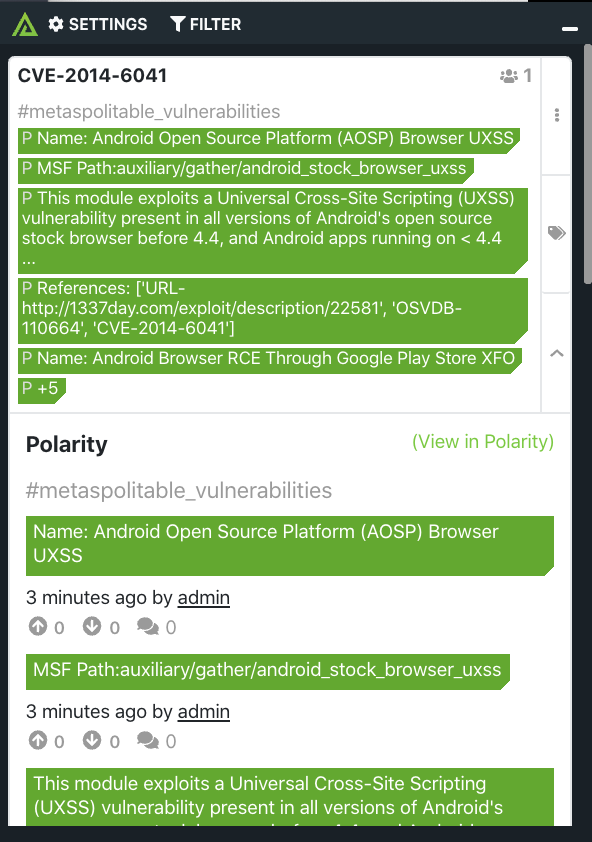 SETTINGS FILTER
CVE-2014-6041 1
#metaspolitable_vulnerabilities
P Name: Android Open Source Platform (AOSP) Browser UXSS
P MSF Path:auxiliary/gather/android_stock_browser_uxss
P This module exploits a Universal Cross-Site Scripting (UXSS)
vulnerability present in all versions of Android's open source
stock browser before 4.4, and Android apps running on < 4.4
...
P References: ['URL-
http://1337day.com/exploit/description/22581', 'OSVDB-
110664', 'CVE-2014-6041']
P Name: Android Browser RCE Through Google Play Store XFO
P +5
Polarity (View in Polarity)
#metaspolitable_vulnerabilities
Name: Android Open Source Platform (AOSP) Browser
UXSS
3 minutes ago by admin
0 0 0
MSF Path:auxiliary/gather/android_stock_browser_uxss
3 minutes ago by admin
0 0 0
This module exploits a Universal Cross-Site Scripting
(UXSS) vulnerability present in all versions of Android's